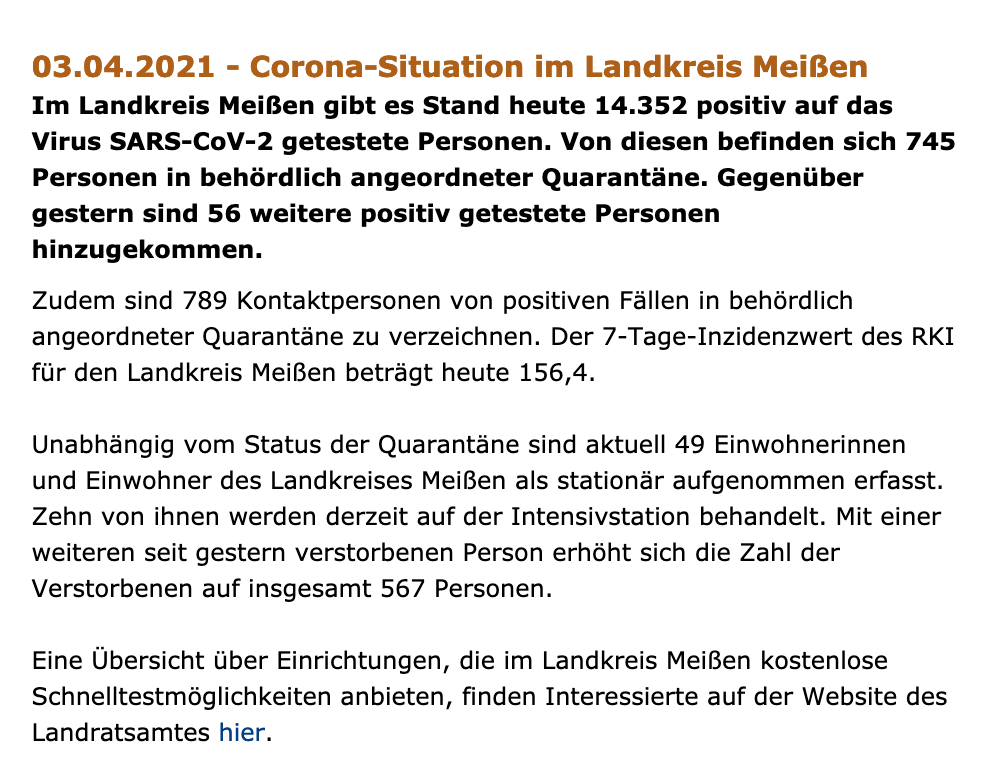 03.04.2021 - Corona-Situation im Landkreis Meißen
Im Landkreis Meißen gibt es Stand heute 14.352 positiv auf das
Virus SARS-CoV-2 getestete Personen. Von diesen befinden sich 745
Personen in behördlich angeordneter Quarantäne. Gegenüber
gestern sind 56 weitere positiv getestete Personen
hinzugekommen.
Zudem sind 789 Kontaktpersonen von positiven Fällen in behördlich
angeordneter Quarantäne zu verzeichnen. Der 7-Tage-Inzidenzwert des RKI
für den Landkreis Meißen beträgt heute 156,4.
Unabhängig vom Status der Quarantäne sind aktuell 49 Einwohnerinnen
und Einwohner des Landkreises Meißen als stationär aufgenommen erfasst.
Zehn von ihnen werden derzeit auf der Intensivstation behandelt. Mit einer
weiteren seit gestern verstorbenen Person erhöht sich die Zahl der
Verstorbenen auf insgesamt 567 Personen.
Eine Übersicht über Einrichtungen, die im Landkreis Meißen kostenlose
Schnelltestmöglichkeiten anbieten, finden Interessierte auf der Website des
Landratsamtes hier.